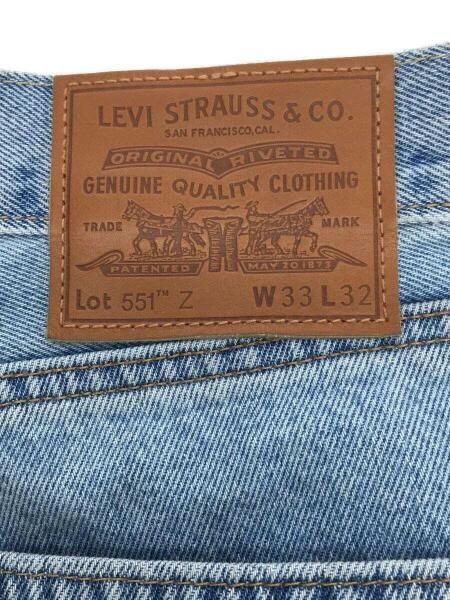 LEVI STRAUSS & CO.
SAN FRANCISCO, CAL.
ORIGINAL RIVETED
GENUINE QUALITY CLOTHING
TRADE MARK
PATENTED MAY 20 1873
Lot 551™ Z W33 L32